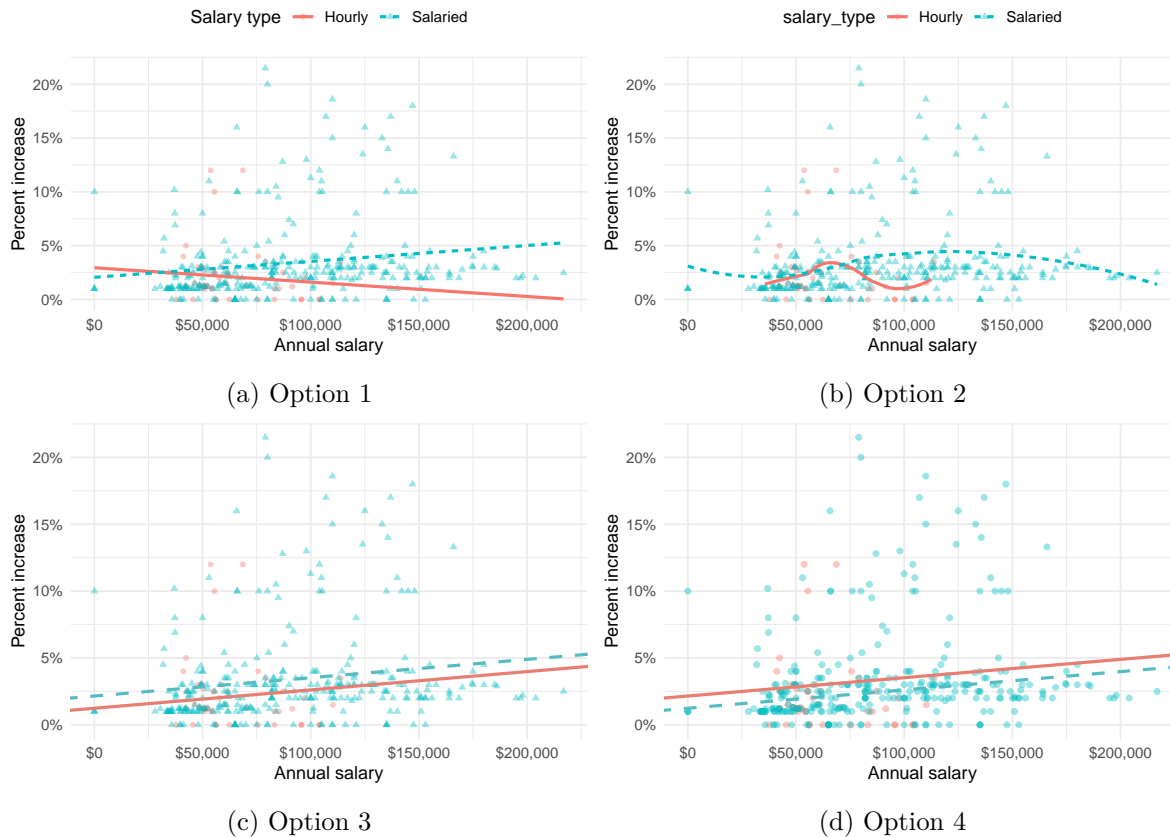 Salary type Hourly Salaried
Percent increase
20%
15%
10%
5%
0%
$0 $50,000 $100,000 $150,000 $200,000
Annual salary
(a) Option 1
salary_type Hourly Salaried
Percent increase
20%
15%
10%
5%
0%
$0 $50,000 $100,000 $150,000 $200,000
Annual salary
(b) Option 2
Percent increase
20%
15%
10%
5%
0%
$0 $50,000 $100,000 $150,000 $200,000
Annual salary
(c) Option 3
Percent increase
20%
15%
10%
5%
0%
$0 $50,000 $100,000 $150,000 $200,000
Annual salary
(d) Option 4